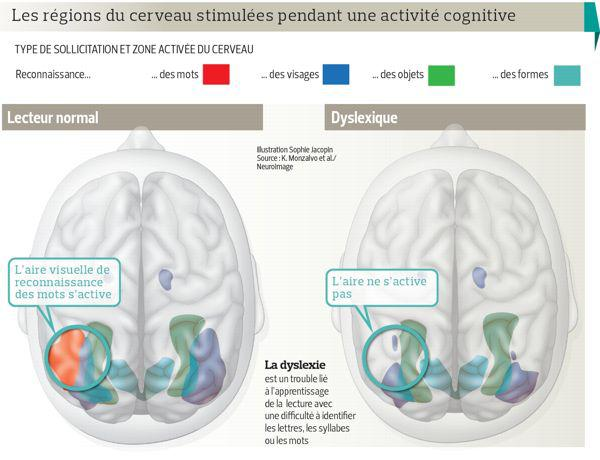 Les régions du cerveau stimulées pendant une activité cognitive
TYPE DE SOLLICITATION ET ZONE ACTIVÉE DU CERVEAU
Reconnaissance... ... des mots ... des visages ... des objets ... des formes
Lecteur normal
Dyslexique
Illustration Sophie Jacopin
Source : K. Monzalvo et al./
NeuroImage
L'aire visuelle de
reconnaissance
des mots s'active
L'aire ne s'active
pas
La dyslexie
est un trouble lié
à l'apprentissage
de la lecture avec
une difficulté à identifier
les lettres, les syllabes
ou les mots